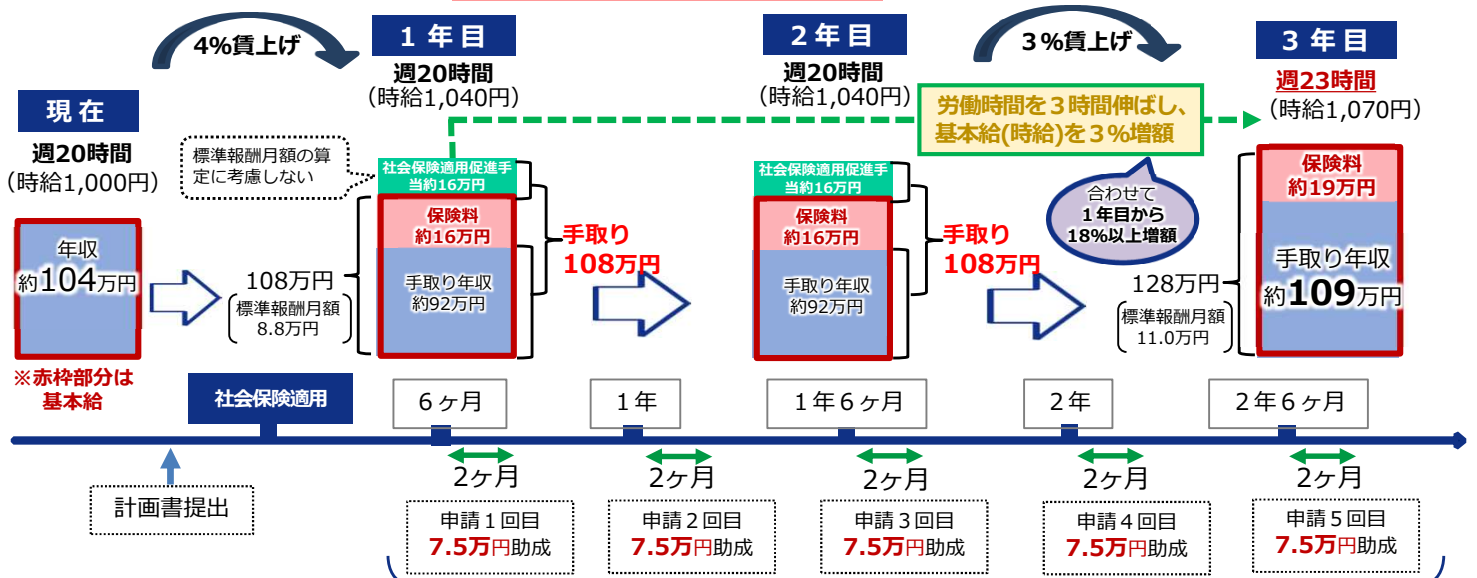 4%賃上げ
1年目
週20時間
（時給1,040円）
2年目
週20時間
（時給1,040円）
3％賃上げ
3年目
週23時間
（時給1,070円）
現在
週20時間
（時給1,000円）
年収
約104万円
※赤枠部分は
基本給
標準報酬月額の算
定に考慮しない
108万円
標準報酬月額
8.8万円
社会保険適用促進手
当約16万円
保険料
約16万円
手取り年収
約92万円
手取り
108万円
社会保険適用促進手
当約16万円
保険料
約16万円
手取り年収
約92万円
手取り
108万円
労働時間を３時間伸ばし、
基本給(時給)を３％増額
合わせて
１年目から
18%以上増額
128万円
標準報酬月額
11.0万円
保険料
約19万円
手取り年収
約109万円
社会保険適用
6ヶ月
1年
1年6ヶ月
2年
2年6ヶ月
計画書提出
2ヶ月
2ヶ月
2ヶ月
2ヶ月
2ヶ月
申請１回目
7.5万円助成
申請２回目
7.5万円助成
申請３回目
7.5万円助成
申請４回目
7.5万円助成
申請５回目
7.5万円助成